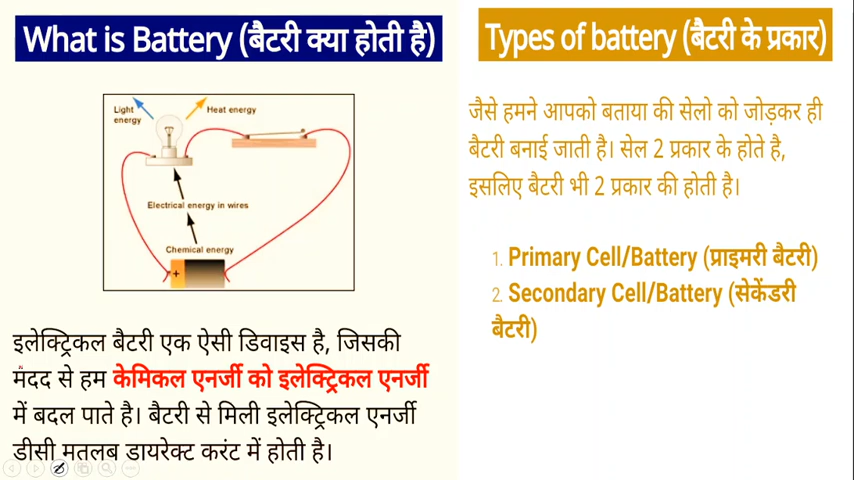 What is Battery (बैटरी क्या होती है)
Light
energy
Heat energy
Electrical energy in wires
Chemical energy
+
इलेक्ट्रिकल बैटरी एक ऐसी डिवाइस है, जिसकी
मदद से हम केमिकल एनर्जी को इलेक्ट्रिकल एनर्जी
में बदल पाते है। बैटरी से मिली इलेक्ट्रिकल एनर्जी
डीसी मतलब डायरेक्ट करंट में होती है।
Types of battery (बैटरी के प्रकार)
जैसे हमने आपको बताया की सेलो को जोड़कर ही
बैटरी बनाई जाती है। सेल 2 प्रकार के होते है,
इसलिए बैटरी भी 2 प्रकार की होती है।
1. Primary Cell/Battery (प्राइमरी बैटरी)
2. Secondary Cell/Battery (सेकेंडरी
बैटरी)